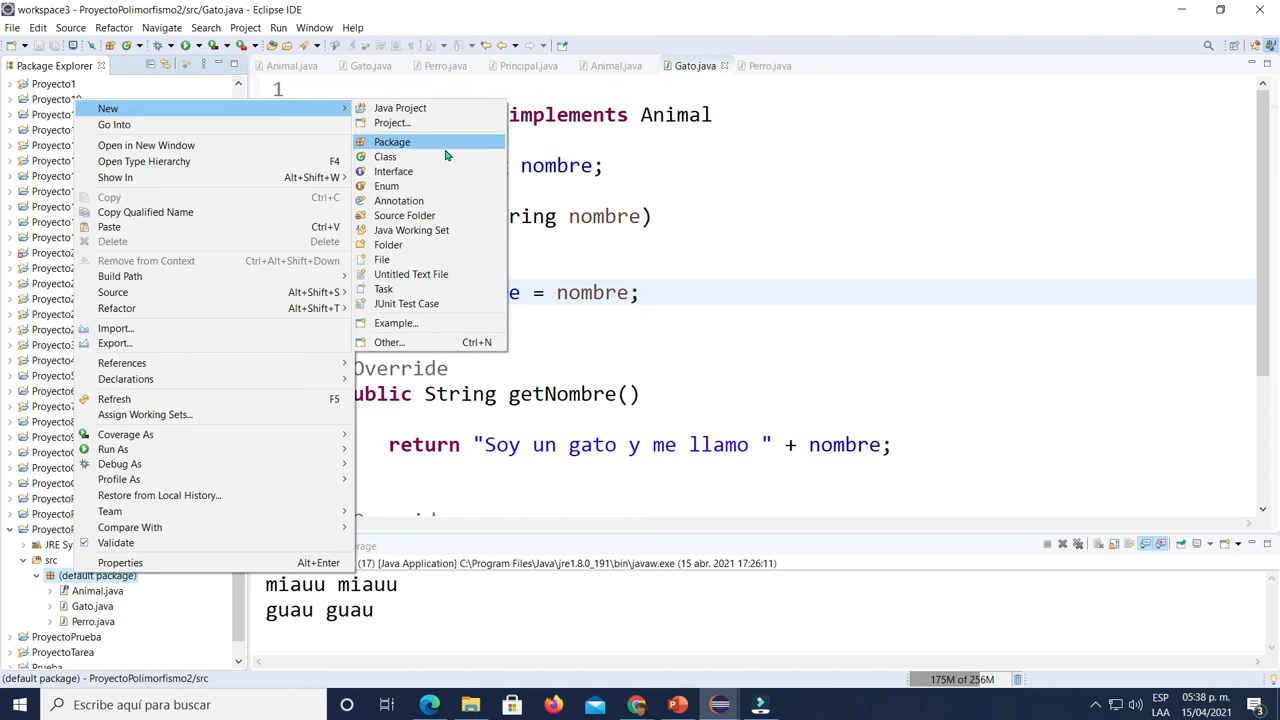 workspace3 - ProyectoPolimorfismo2/src/Gato.java - Eclipse IDE
File Edit Source Refactor Navigate Search Project Run Window Help
Package Explorer
Animal.java Gato.java Perro.java Principal.java Animal.java Gato.java Perro.java
Proyecto1
New
Go Into
Open in New Window
Open Type Hierarchy F4
Show In Alt+Shift+W
Copy Ctrl+C
Copy Qualified Name
Paste Ctrl+V
Delete Delete
Remove from Context Ctrl+Alt+Shift+Down
Build Path
Source Alt+Shift+S
Refactor Alt+Shift+T
Import...
Export...
References
Declarations
Refresh F5
Assign Working Sets...
Coverage As
Run As
Debug As
Profile As
Restore from Local History...
Team
Compare With
Validate
Properties Alt+Enter
Java Project
Project...
Package
Class
Interface
Enum
Annotation
Source Folder
Java Working Set
Folder
File
Untitled Text File
Task
JUnit Test Case
Example...
Other... Ctrl+N
1
implements Animal
nombre;
nombre)
= nombre;
Override
ublic String getNombre()
return "Soy un gato y me llamo " + nombre;
src
(default package)
Animal.java
Gato.java
Perro.java
ProyectoPrueba
ProyectoTarea
Prueba
(17) [Java Application] C:\Program Files\Java\jre1.8.0_191\bin\javaw.exe (15 abr. 2021 17:26:11)
miauu miauu
guau guau
(default package) - ProyectoPolimorfismo2/src
175M of 256M
Escribe aquí para buscar
ESP
LAA
05:38 p. m.
15/04/2021
3